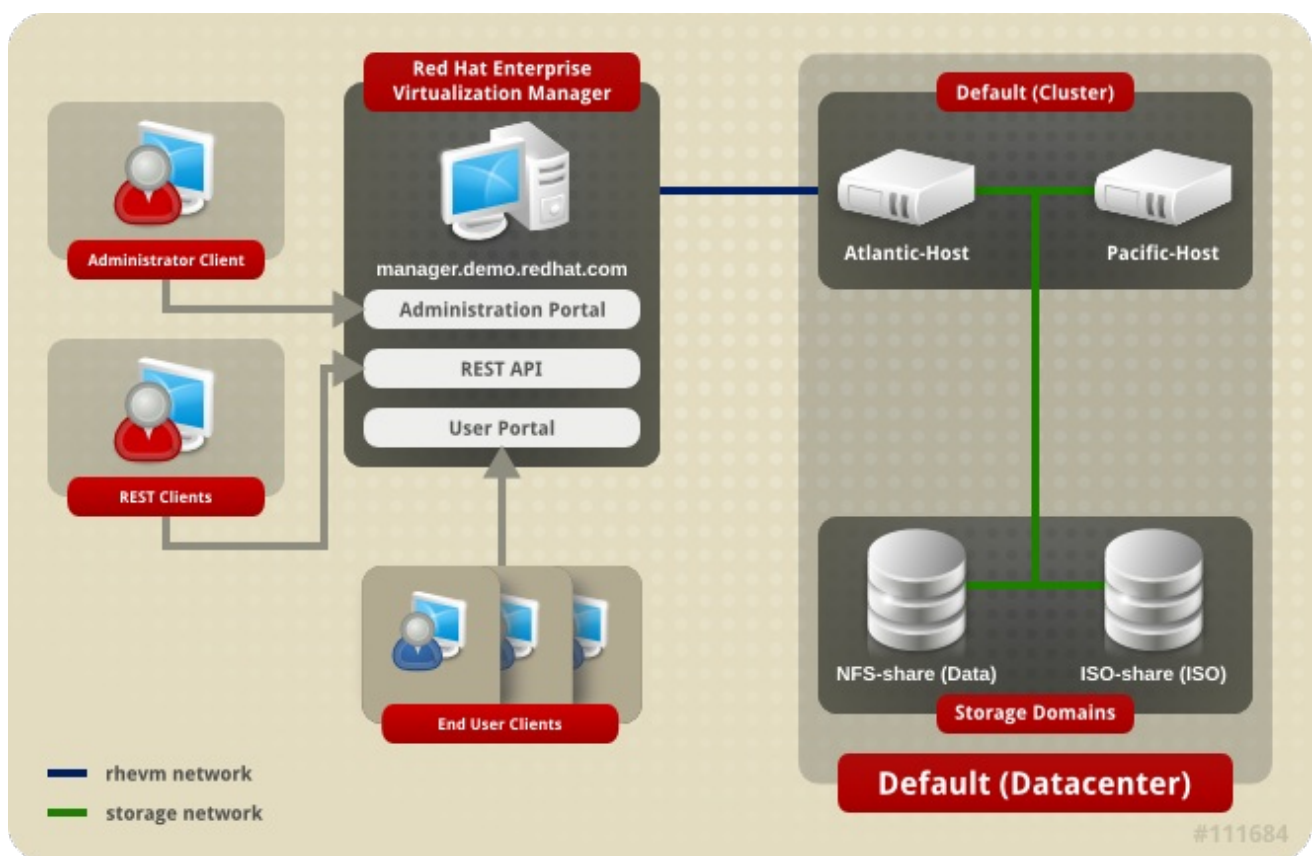 Red Hat Enterprise
Virtualization Manager
Default (Cluster)
Administrator Client
manager.demo.redhat.com
Atlantic-Host
Pacific-Host
Administration Portal
REST API
User Portal
REST Clients
End User Clients
NFS-share (Data)
ISO-share (ISO)
Storage Domains
Default (Datacenter)
rhevm network
storage network
#111684